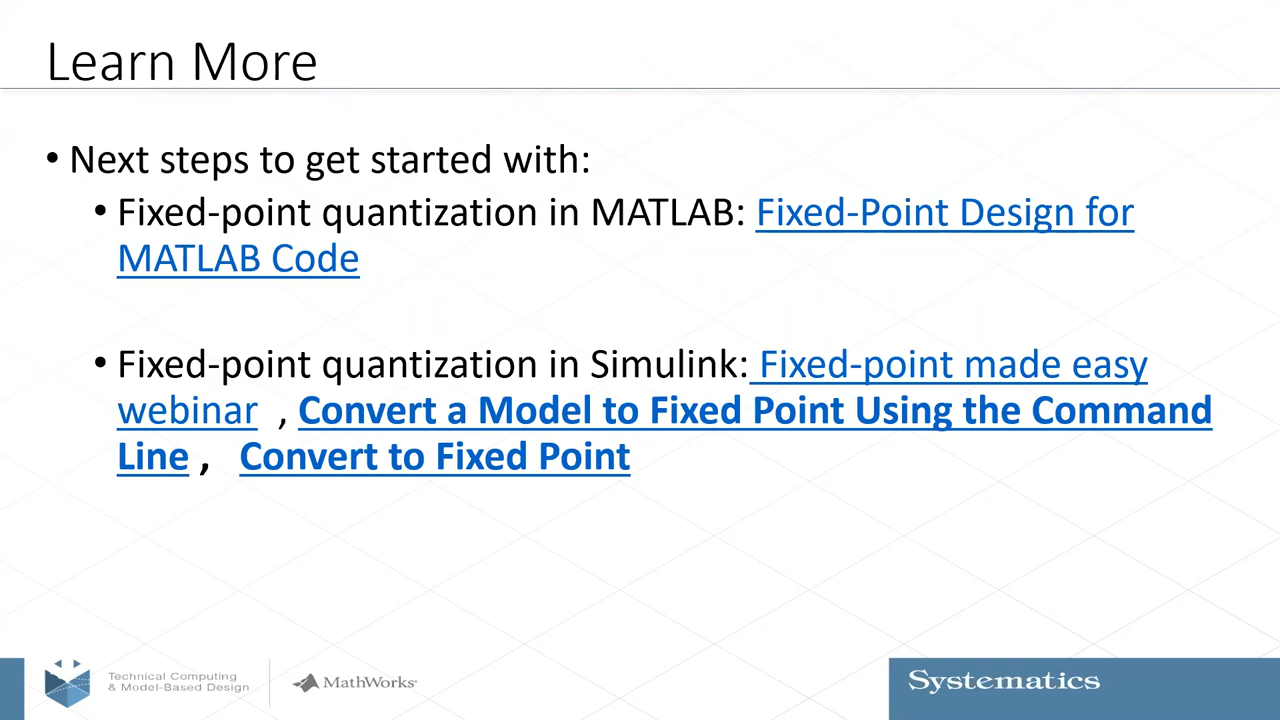 Learn More
• Next steps to get started with:
• Fixed-point quantization in MATLAB: Fixed-Point Design for
MATLAB Code
• Fixed-point quantization in Simulink: Fixed-point made easy
webinar , Convert a Model to Fixed Point Using the Command
Line , Convert to Fixed Point
Technical Computing
& Model-Based Design
MathWorks
Systematics